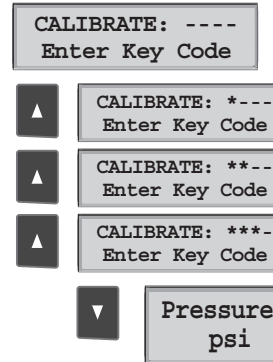 CALIBRATE: ----
Enter Key Code
CALIBRATE: *---
Enter Key Code
CALIBRATE: **--
Enter Key Code
CALIBRATE: ***-
Enter Key Code
Pressure
psi